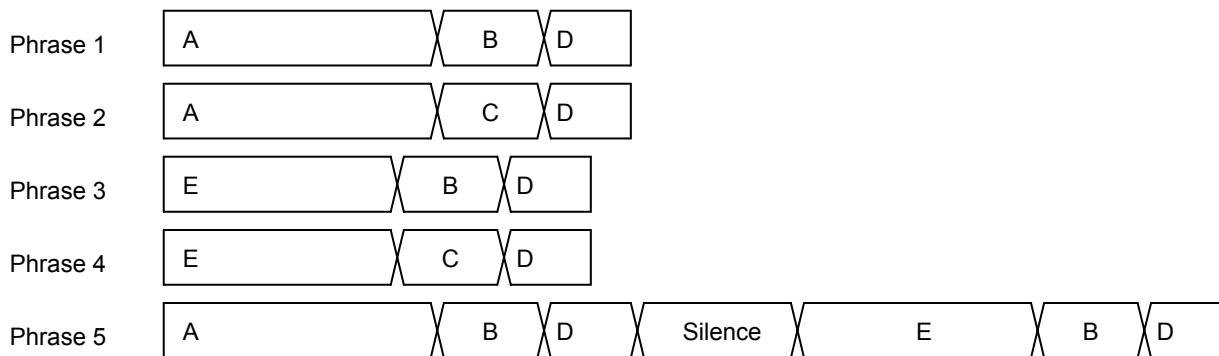 Phrase 1 A B D
Phrase 2 A C D
Phrase 3 E B D
Phrase 4 E C D
Phrase 5 A B D Silence E B D